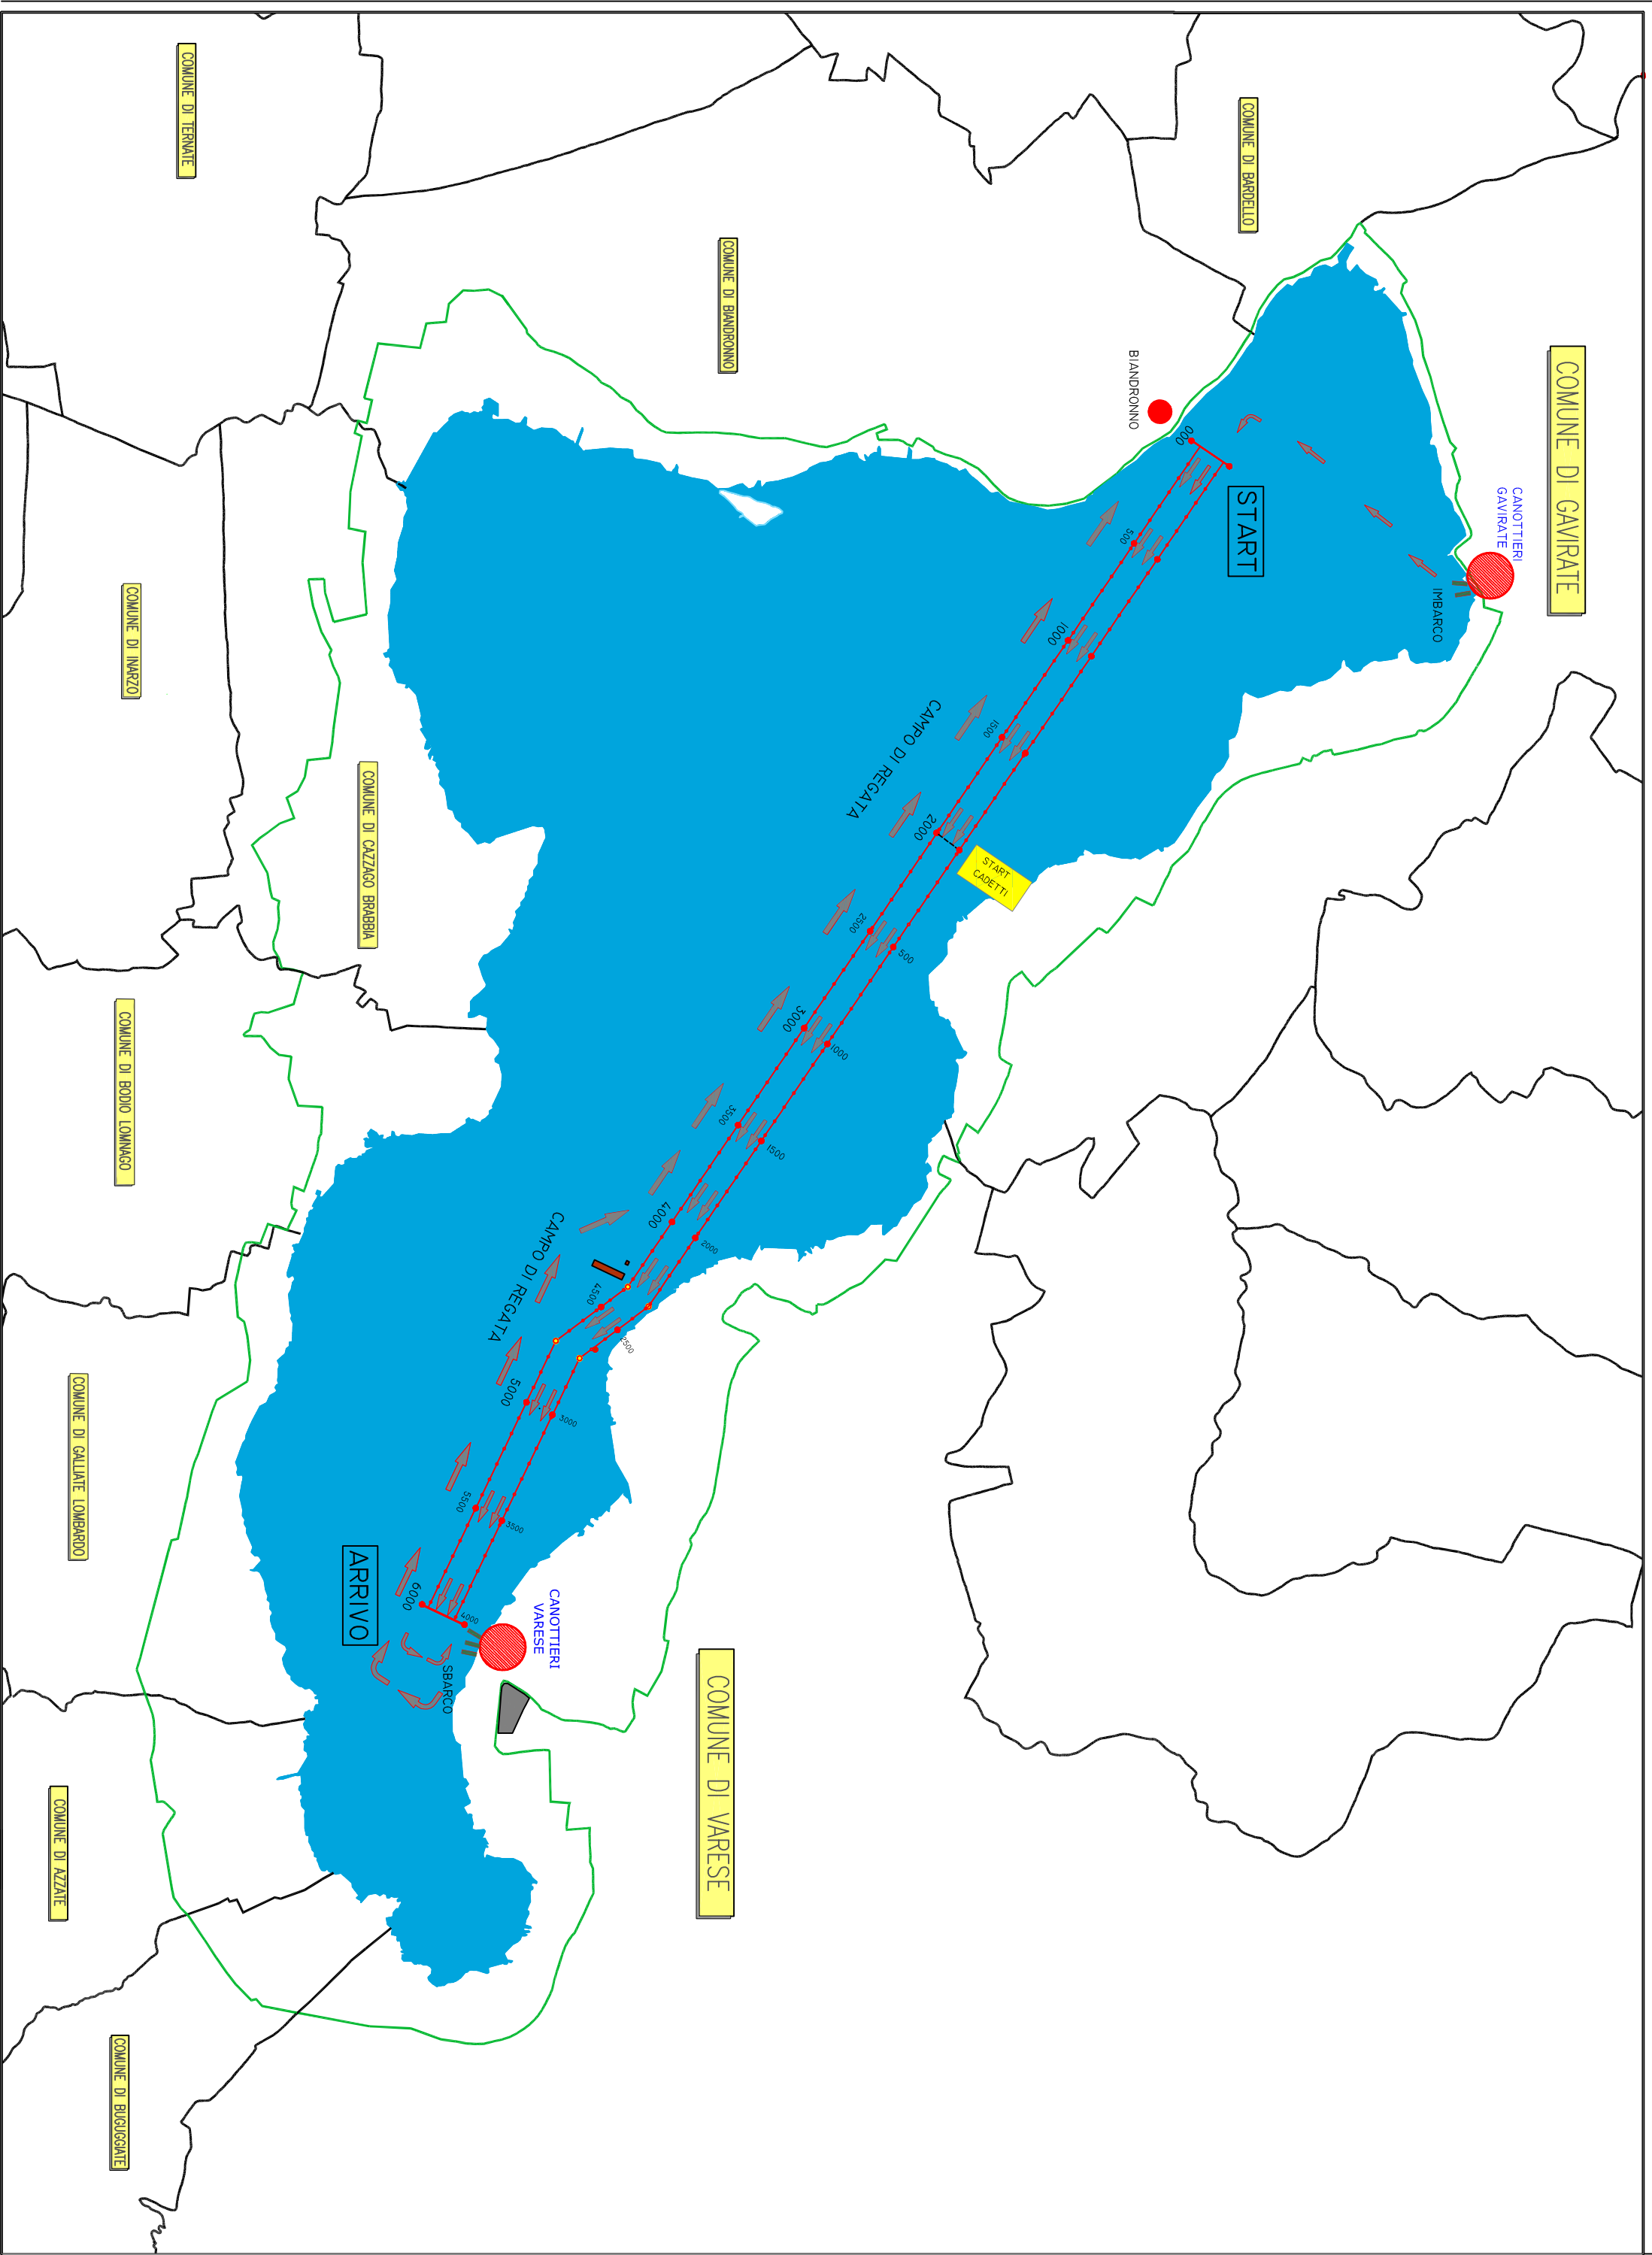 COMUNE DI GAVIRATE
CANOTTIERI
GAVIRATE
IMBARCO
COMUNE DI BARDELLO
START
BIANDRONNO
000
500
1000
1500
2000
2500
3000
3500
4000
4500
5000
5500
6000
CAMPO DI REGATA
START
CADETTI
500
1000
1500
2000
2500
3000
3500
4000
CAMPO DI REGATA
COMUNE DI VARESE
CANOTTIERI
VARESE
SBARCO
ARRIVO
COMUNE DI BIANDRONNO
COMUNE DI TERNATE
COMUNE DI INARZO
COMUNE DI CAZZAGO BRABBIA
COMUNE DI BODIO LOMNAGO
COMUNE DI GALLIATE LOMBARDO
COMUNE DI AZZATE
COMUNE DI BUGUGGIATE